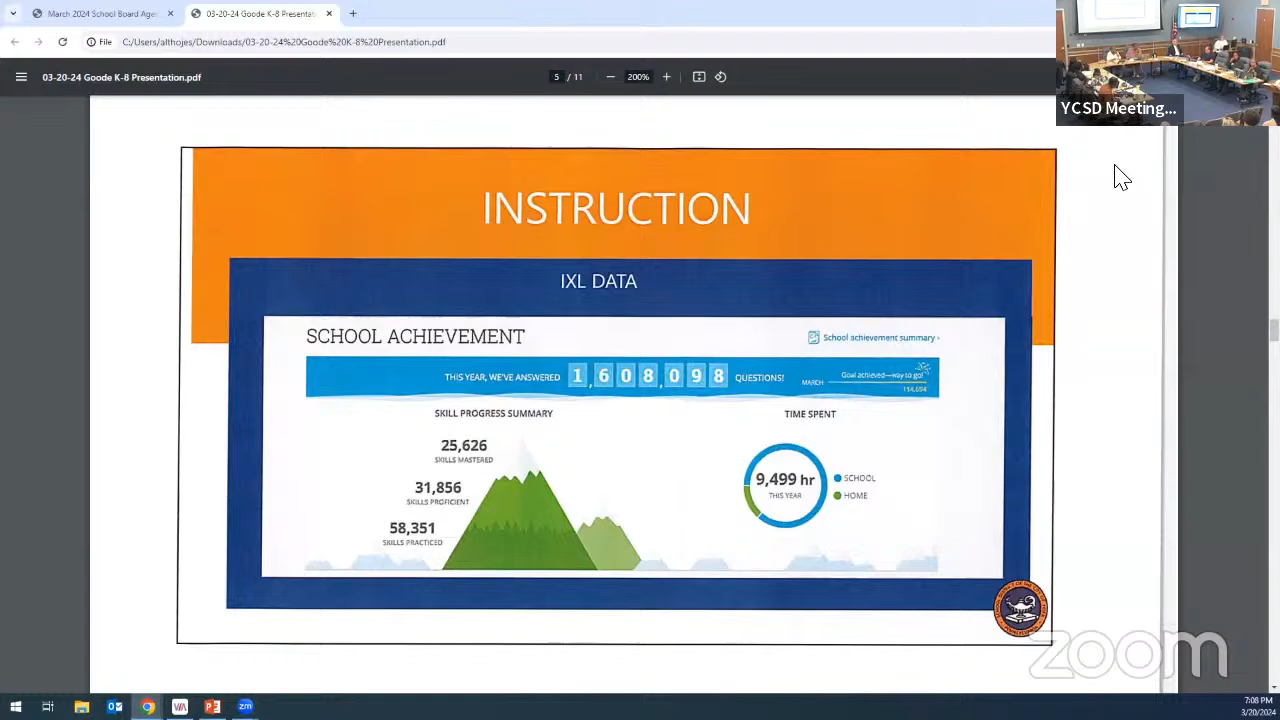 March 2024 School Board Age
03-20-24 Goode K-8 Presentat
File
C:/Users/althojes/Downloads/03-20-24%20Goode%20K-8%20Presentation.pdf
03-20-24 Goode K-8 Presentation.pdf
5 / 11
200%
YCSD Meeting...
INSTRUCTION
IXL DATA
SCHOOL ACHIEVEMENT
School achievement summary ›
THIS YEAR, WE'VE ANSWERED 1,608,098 QUESTIONS!
MARCH
Goal achieved—way to go!
SKILL PROGRESS SUMMARY
25,626
SKILLS MASTERED
31,856
SKILLS PROFICIENT
58,351
SKILLS PRACTICED
TIME SPENT
9,499 hr
THIS YEAR
SCHOOL
HOME
zoom
7:08 PM
3/20/2024